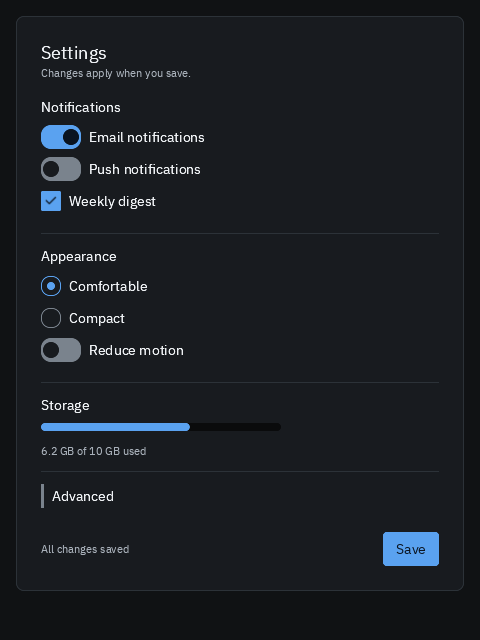 Settings
Changes apply when you save.
Notifications
Email notifications
Push notifications
Weekly digest
Appearance
Comfortable
Compact
Reduce motion
Storage
6.2 GB of 10 GB used
Advanced
All changes saved
Save